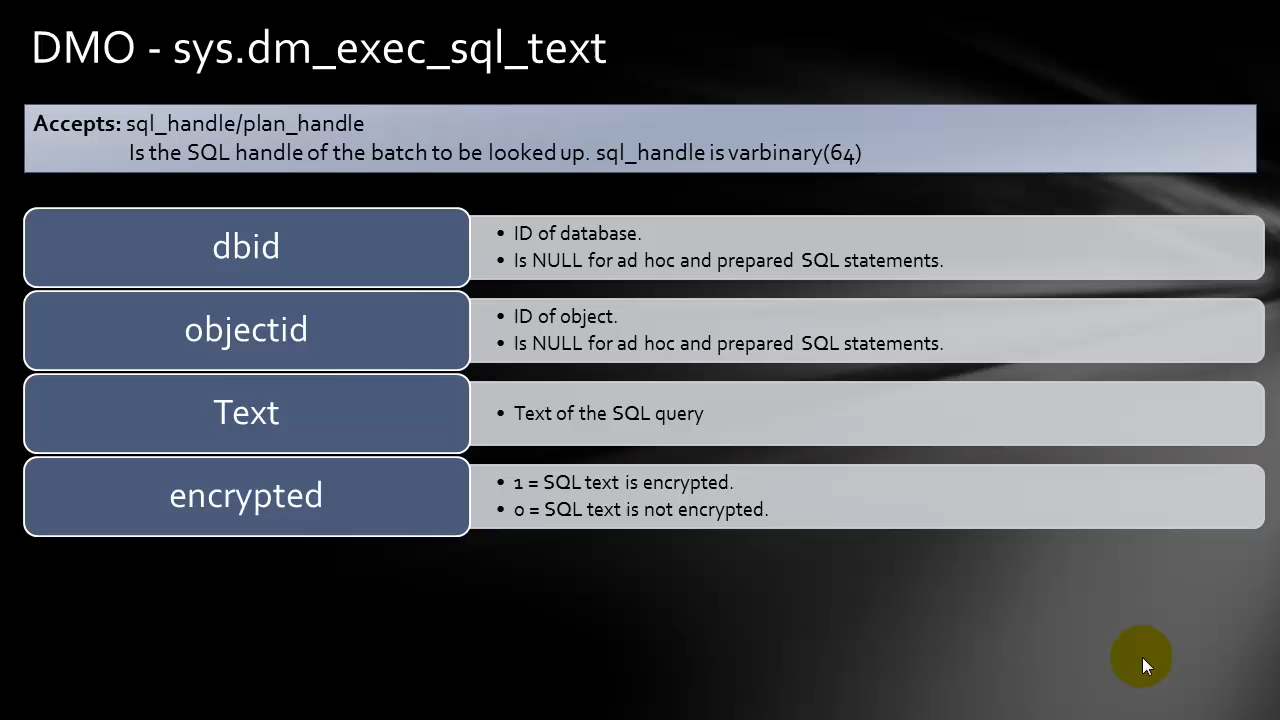 DMO - sys.dm_exec_sql_text
Accepts: sql_handle/plan_handle
Is the SQL handle of the batch to be looked up. sql_handle is varbinary(64)
dbid
• ID of database.
• Is NULL for ad hoc and prepared SQL statements.
objectid
• ID of object.
• Is NULL for ad hoc and prepared SQL statements.
Text
• Text of the SQL query
encrypted
• 1 = SQL text is encrypted.
• 0 = SQL text is not encrypted.